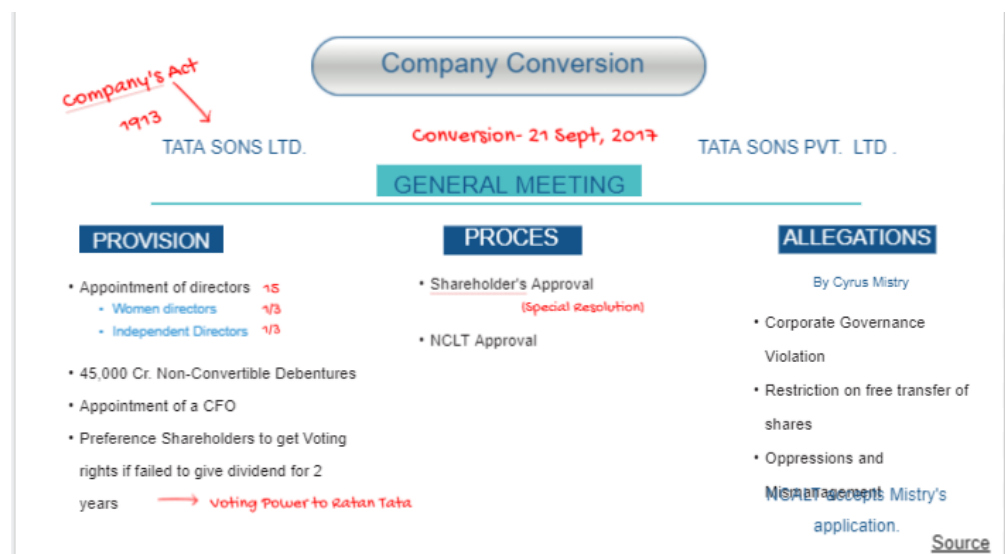 Company Conversion
Company's Act
1913
TATA SONS LTD.
Conversion- 21 Sept, 2017
TATA SONS PVT. LTD .
GENERAL MEETING
PROVISION
• Appointment of directors 15
• Women directors 1/3
• Independent Directors 1/3
• 45,000 Cr. Non-Convertible Debentures
• Appointment of a CFO
• Preference Shareholders to get Voting
rights if failed to give dividend for 2
years → Voting Power to Ratan Tata
PROCES
• Shareholder's Approval
(Special Resolution)
• NCLT Approval
ALLEGATIONS
By Cyrus Mistry
• Corporate Governance
Violation
• Restriction on free transfer of
shares
• Oppressions and
Mismanagement
accepts Mistry's
application.
Source